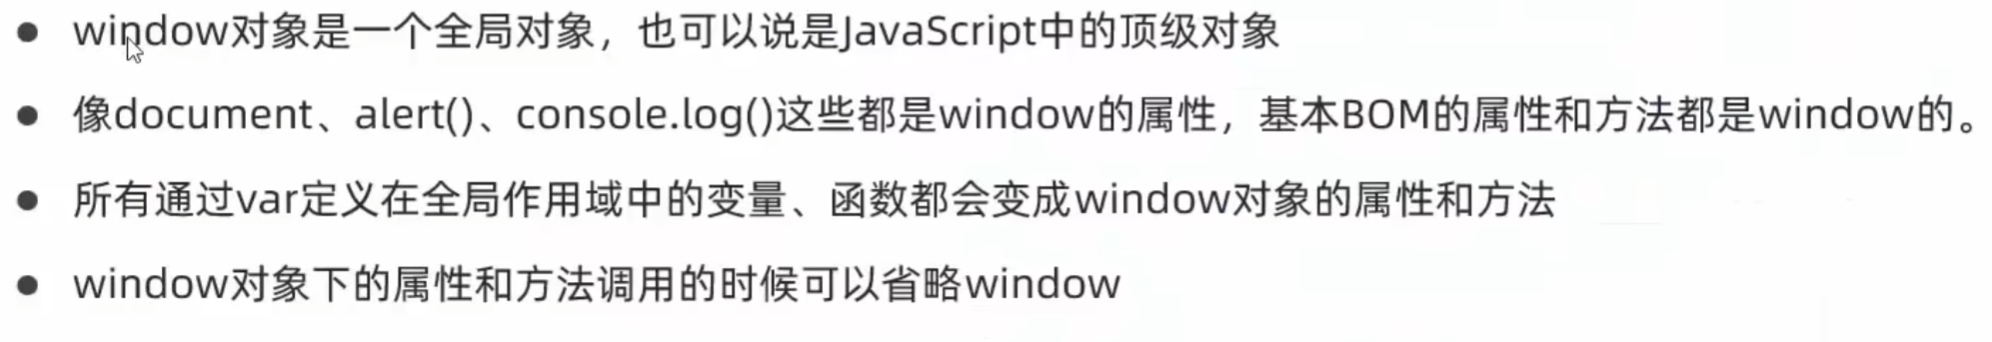 ● window对象是一个全局对象，也可以说是JavaScript中的顶级对象
● 像document、alert()、console.log()这些都是window的属性，基本BOM的属性和方法都是window的。
● 所有通过var定义在全局作用域中的变量、函数都会变成window对象的属性和方法
● window对象下的属性和方法调用的时候可以省略window